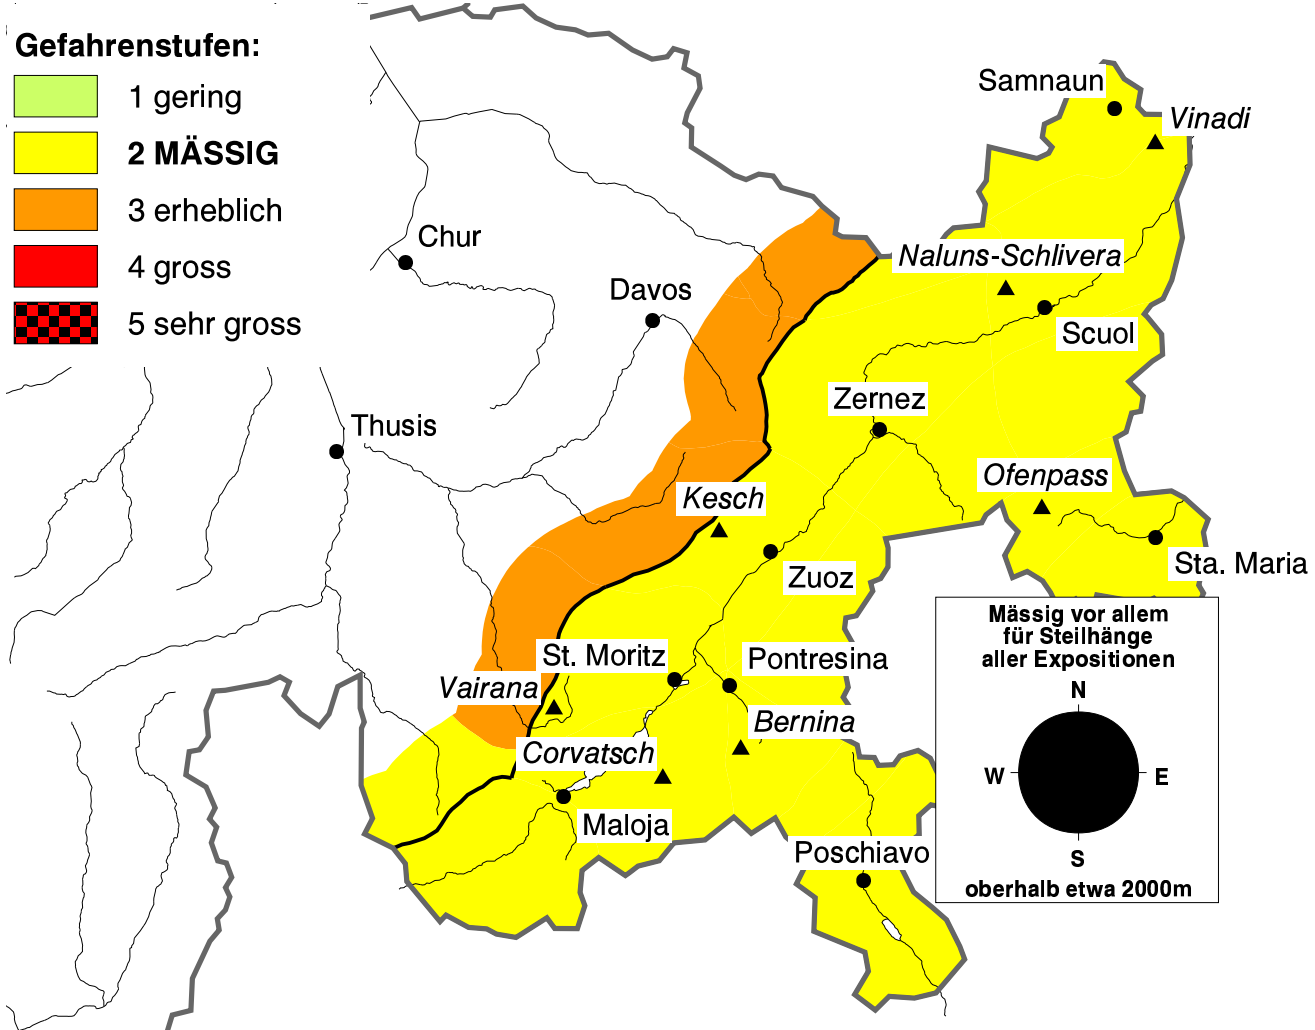 Gefahrenstufen:
1 gering
2 MÄSSIG
3 erheblich
4 gross
5 sehr gross
Samnaun
Vinadi
Chur
Naluns-Schlivera
Davos
Scuol
Zernez
Thusis
Ofenpass
Kesch
Sta. Maria
Zuoz
St. Moritz
Pontresina
Vairana
Bernina
Corvatsch
Maloja
Poschiavo
Mässig vor allem
für Steilhänge
aller Expositionen
N
W E
S
oberhalb etwa 2000m